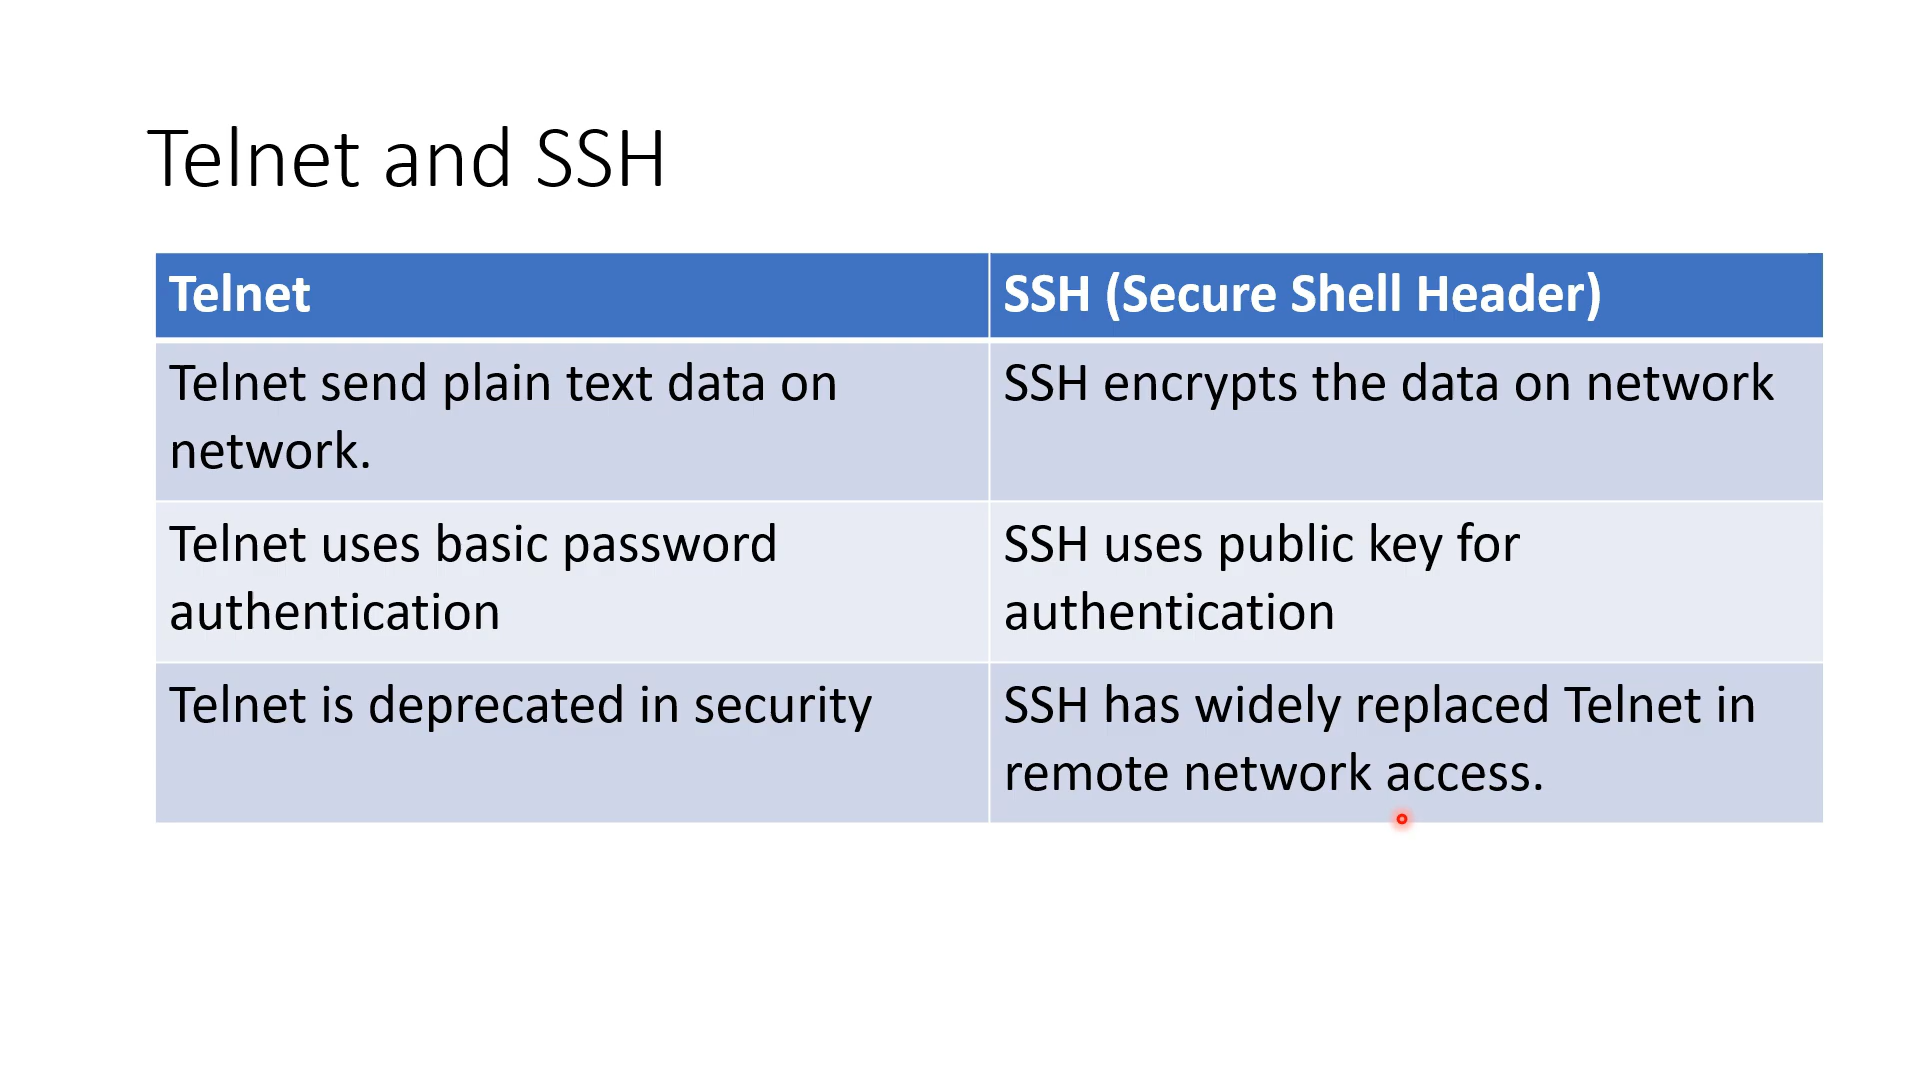 Telnet and SSH
Telnet
SSH (Secure Shell Header)
Telnet send plain text data on
network.
SSH encrypts the data on network
Telnet uses basic password
authentication
SSH uses public key for
authentication
Telnet is deprecated in security
SSH has widely replaced Telnet in
remote network access.